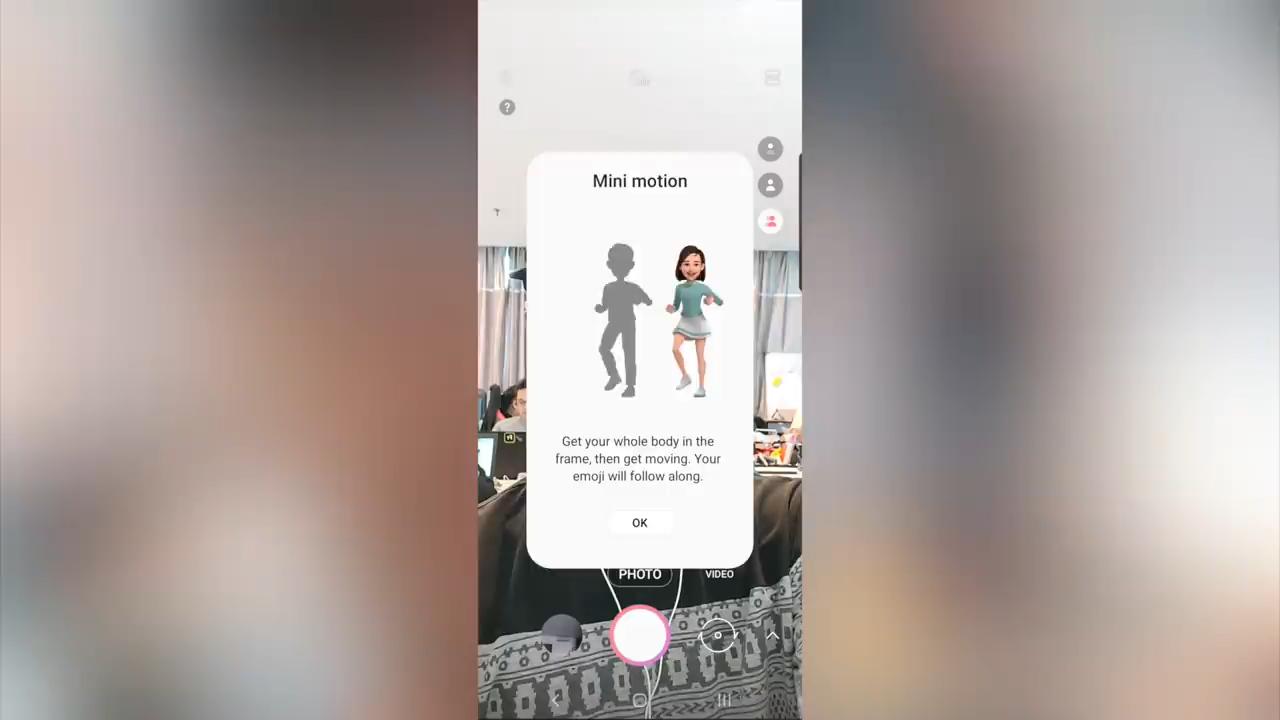 ?
Mini motion
Get your whole body in the
frame, then get moving. Your
emoji will follow along.
OK
PHOTO
VIDEO